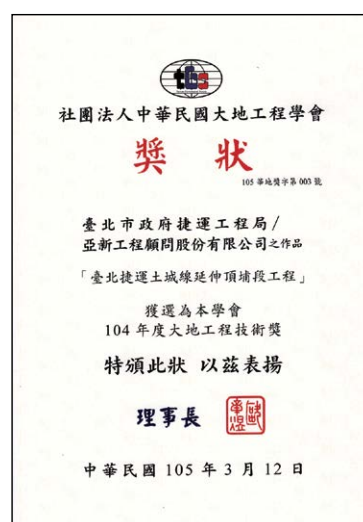 tGs
社團法人中華民國大地工程學會
獎 狀
105 華地獎字第 003 號
臺北市政府捷運工程局/
亞新工程顧問股份有限公司之作品
「臺北捷運土城線延伸頂埔段工程」
獲選為本學會
104 年度大地工程技術獎
特頒此狀 以茲表揚
理事長
中華民國 105 年 3 月 12 日